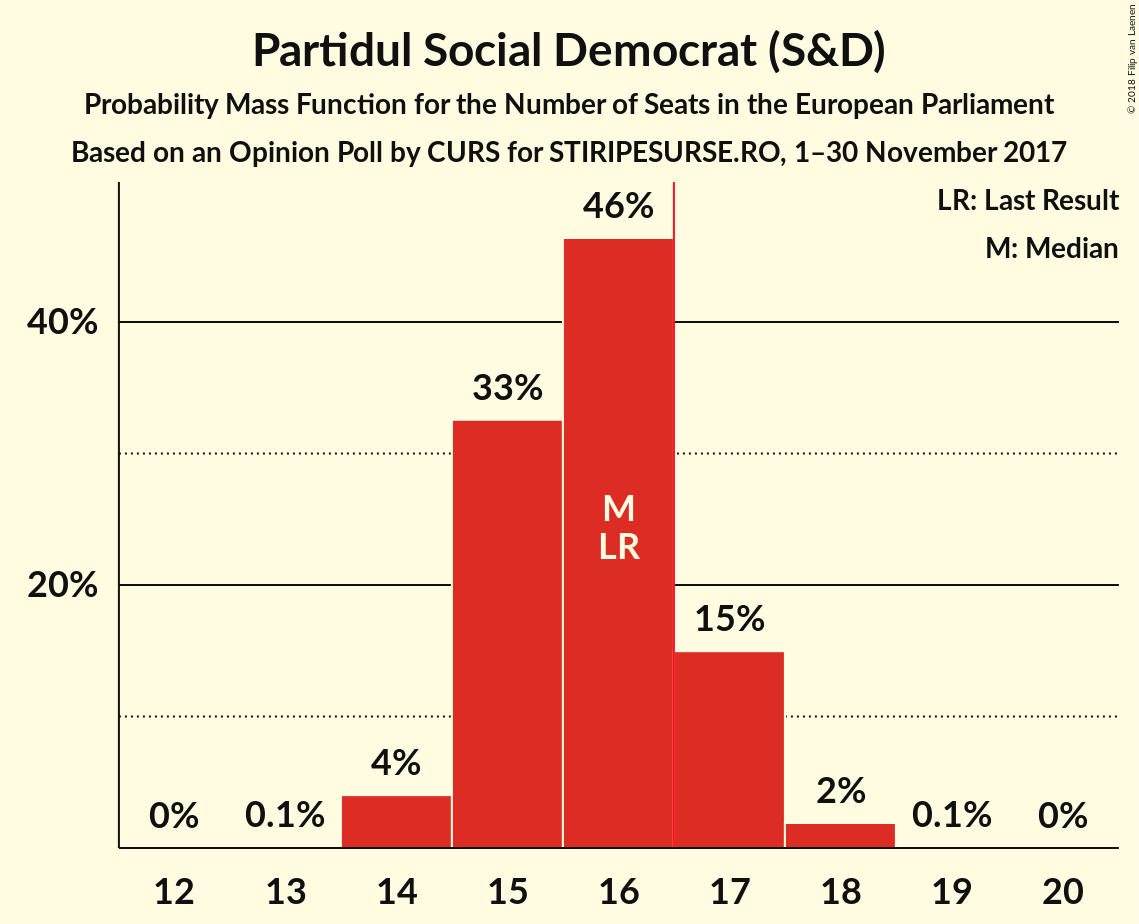 Partidul Social Democrat (S&D)
Probability Mass Function for the Number of Seats in the European Parliament
Based on an Opinion Poll by CURS for STIRIPESURSE.RO, 1–30 November 2017
© 2018 Filip van Laenen
LR: Last Result
M: Median
40%
20%
0%
0.1%
4%
33%
46%
15%
2%
0.1%
0%
M
LR
12
13
14
15
16
17
18
19
20